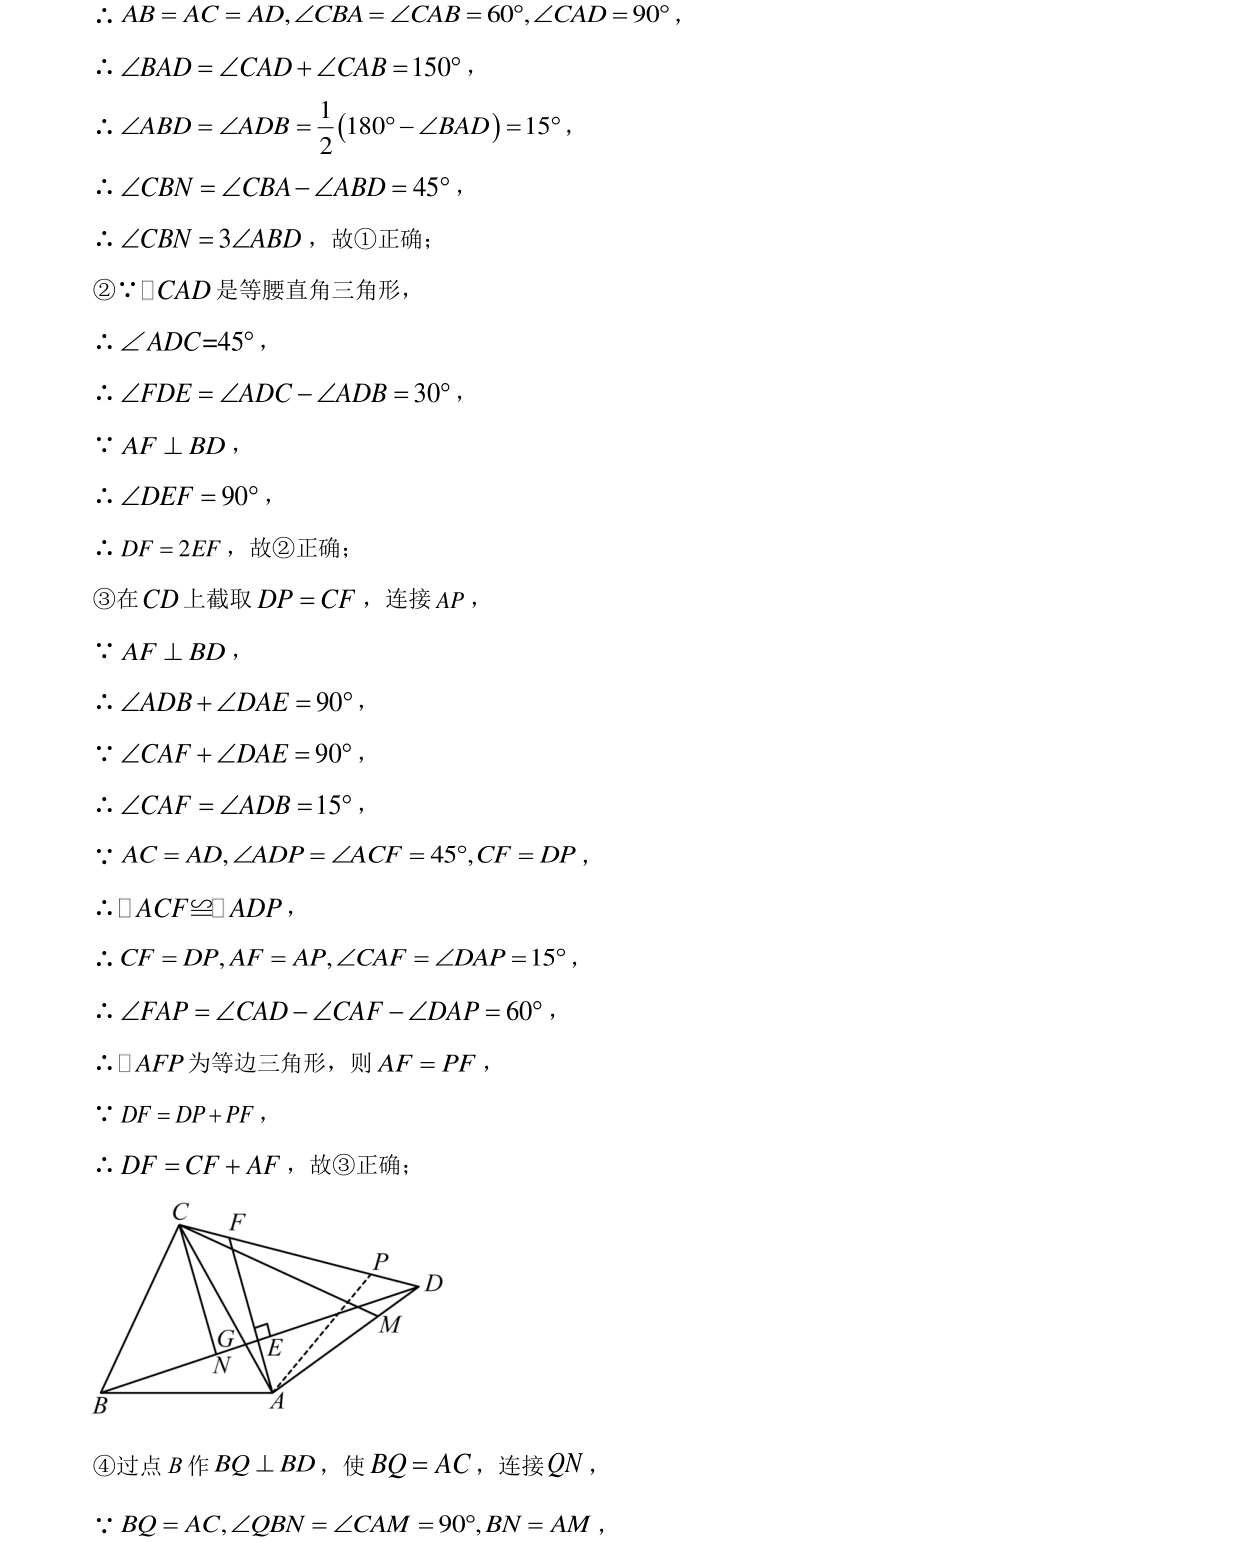 ∴ AB = AC = AD, ∠CBA = ∠CAB = 60°, ∠CAD = 90°，
∴ ∠BAD = ∠CAD + ∠CAB = 150°，
∴ ∠ABD = ∠ADB = 1/2 (180° − ∠BAD) = 15°，
∴ ∠CBN = ∠CBA − ∠ABD = 45°，
∴ ∠CBN = 3∠ABD，故①正确；
②∵ □CAD 是等腰直角三角形，
∴ ∠ADC=45°，
∴ ∠FDE = ∠ADC − ∠ADB = 30°，
∵ AF ⊥ BD，
∴ ∠DEF = 90°，
∴ DF = 2EF，故②正确；
③在 CD 上截取 DP = CF，连接 AP，
∵ AF ⊥ BD，
∴ ∠ADB + ∠DAE = 90°，
∵ ∠CAF + ∠DAE = 90°，
∴ ∠CAF = ∠ADB = 15°，
∵ AC = AD, ∠ADP = ∠ACF = 45°, CF = DP，
∴ □ACF≌□ADP，
∴ CF = DP, AF = AP, ∠CAF = ∠DAP = 15°，
∴ ∠FAP = ∠CAD − ∠CAF − ∠DAP = 60°，
∴ □AFP 为等边三角形，则 AF = PF，
∵ DF = DP + PF，
∴ DF = CF + AF，故③正确；
C
F
P
D
M
G
E
N
B
A
④过点 B 作 BQ ⊥ BD，使 BQ = AC，连接 QN，
∵ BQ = AC, ∠QBN = ∠CAM = 90°, BN = AM，